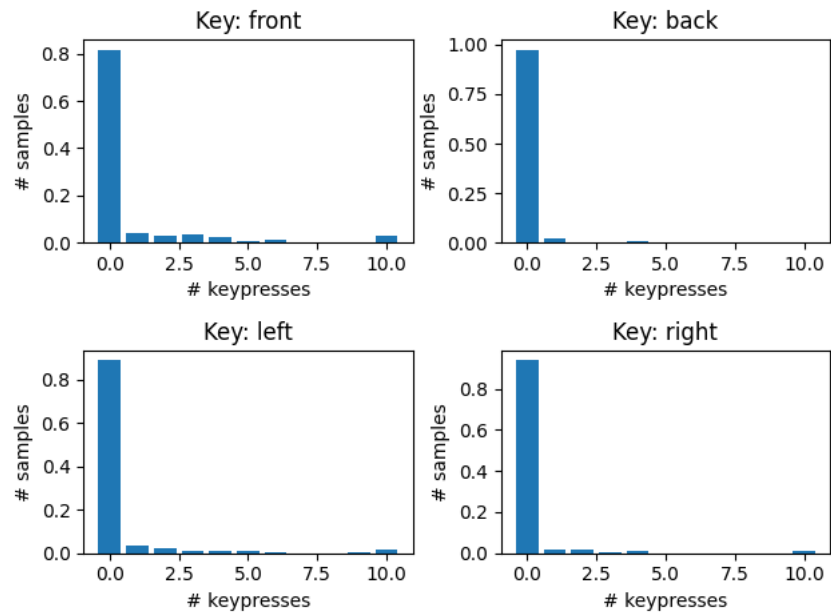 Key: front
0.8
0.6
0.4
0.2
0.0
# samples
0.0 2.5 5.0 7.5 10.0
# keypresses
Key: back
1.00
0.75
0.50
0.25
0.00
# samples
0.0 2.5 5.0 7.5 10.0
# keypresses
Key: left
0.8
0.6
0.4
0.2
0.0
# samples
0.0 2.5 5.0 7.5 10.0
# keypresses
Key: right
0.8
0.6
0.4
0.2
0.0
# samples
0.0 2.5 5.0 7.5 10.0
# keypresses